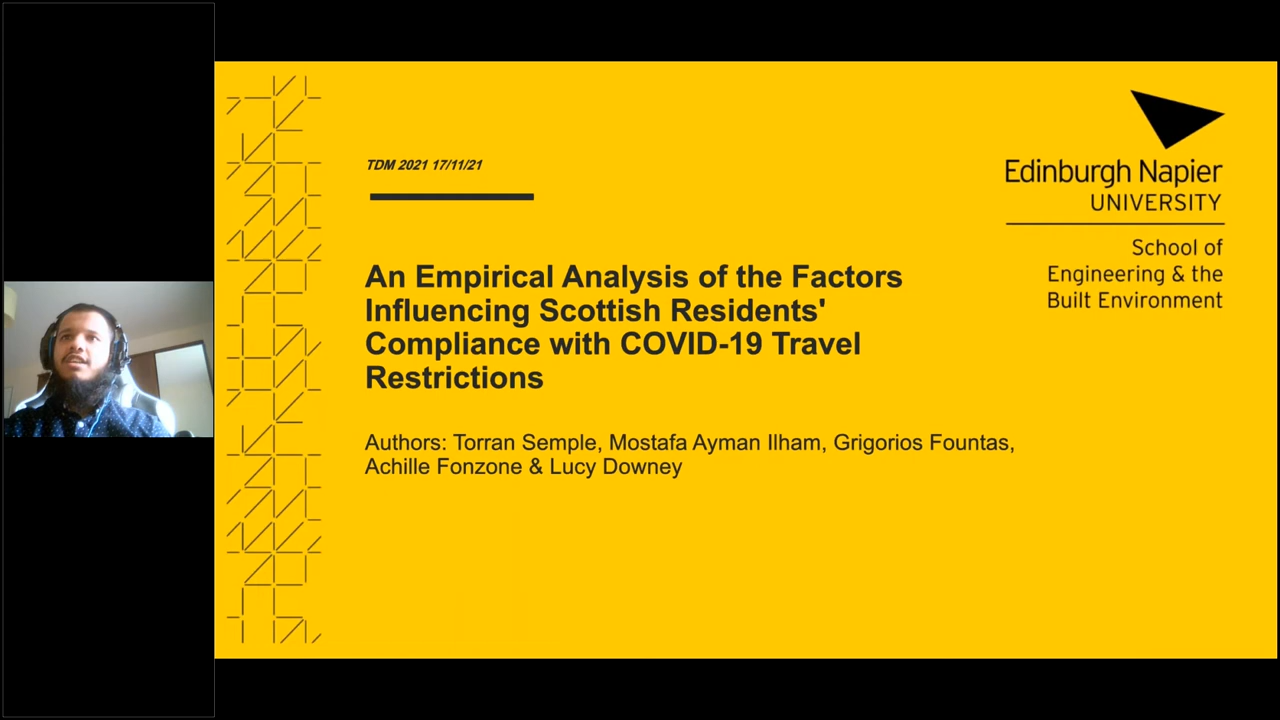 TDM 2021 17/11/21
Edinburgh Napier
UNIVERSITY
School of
Engineering & the
Built Environment
An Empirical Analysis of the Factors
Influencing Scottish Residents'
Compliance with COVID-19 Travel
Restrictions
Authors: Torran Semple, Mostafa Ayman Ilham, Grigorios Fountas,
Achille Fonzone & Lucy Downey